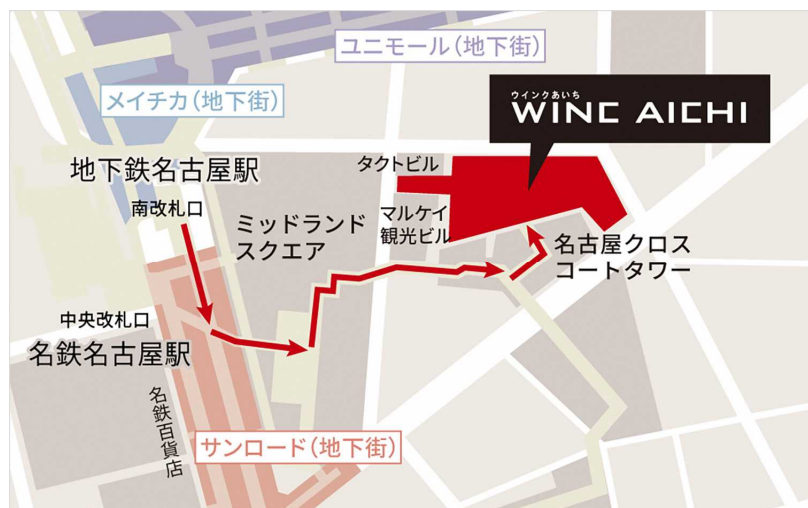 ユニモール(地下街)
メイチカ(地下街)
ウインクあいち
WINC AICHI
地下鉄名古屋駅
南改札口
タクトビル
ミッドランド
スクエア
マルケイ
観光ビル
名古屋クロス
コートタワー
中央改札口
名鉄名古屋駅
名鉄百貨店
サンロード(地下街)